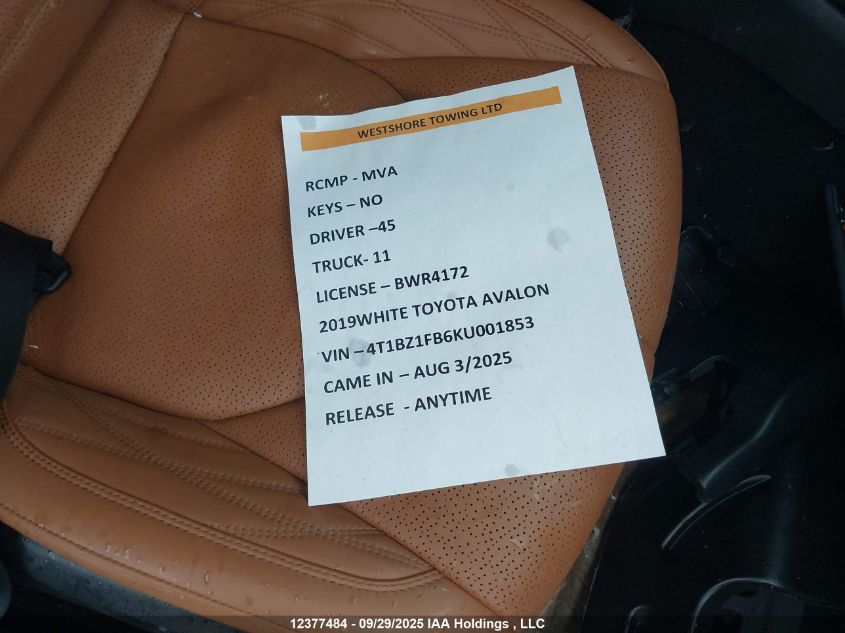 WESTSHORE TOWING LTD
RCMP - MVA
KEYS – NO
DRIVER –45
TRUCK- 11
LICENSE – BWR4172
2019WHITE TOYOTA AVALON
VIN – 4T1BZ1FB6KU001853
CAME IN – AUG 3/2025
RELEASE - ANYTIME
12377484 - 09/29/2025 IAA Holdings , LLC